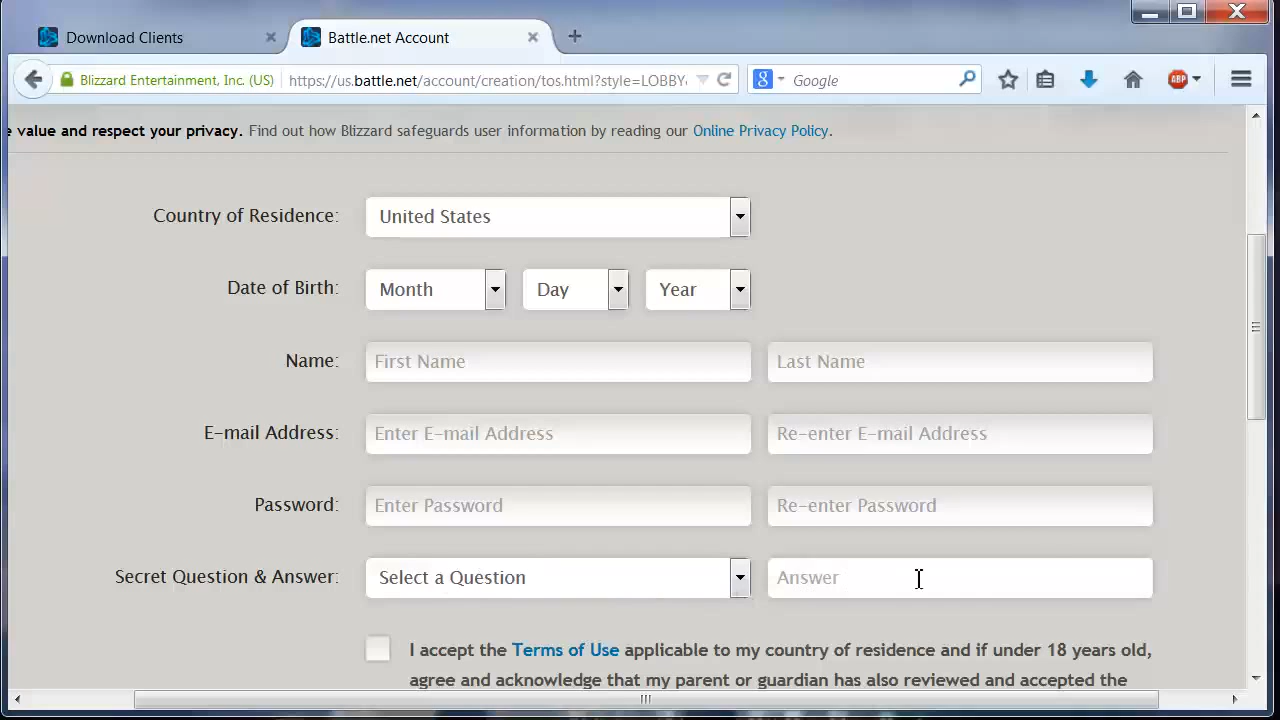 Download Clients
Battle.net Account
Blizzard Entertainment, Inc. (US)
https://us.battle.net/account/creation/tos.html?style=LOBBY
Google
ABP
e value and respect your privacy. Find out how Blizzard safeguards user information by reading our Online Privacy Policy.
Country of Residence: United States
Date of Birth: Month Day Year
Name: First Name Last Name
E-mail Address: Enter E-mail Address Re-enter E-mail Address
Password: Enter Password Re-enter Password
Secret Question & Answer: Select a Question Answer
I accept the Terms of Use applicable to my country of residence and if under 18 years old,
agree and acknowledge that my parent or guardian has also reviewed and accepted the